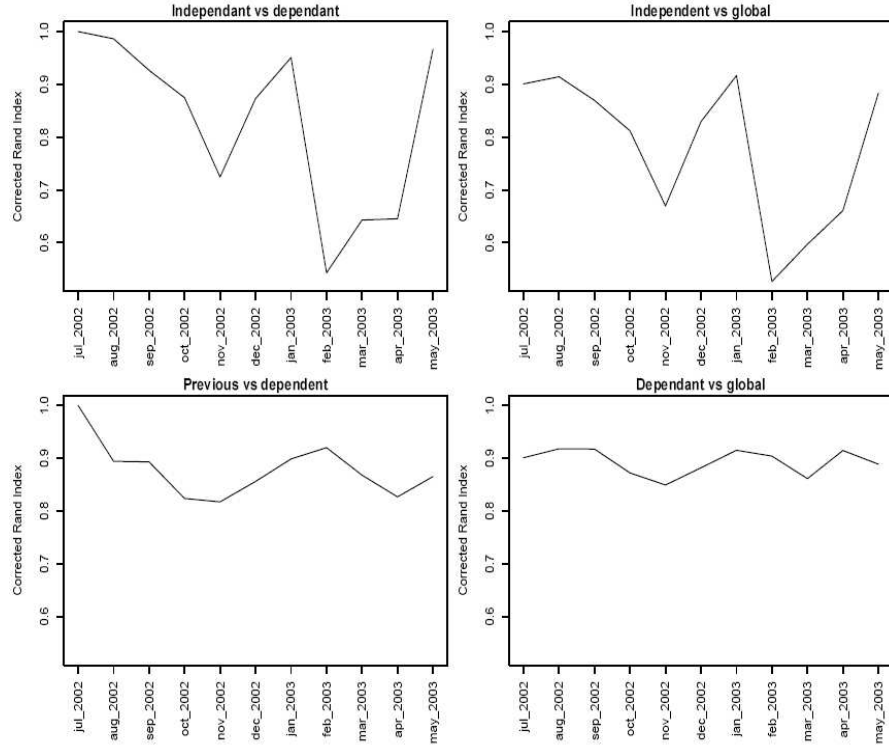 Independant vs dependant
Corrected Rand Index
1.0
0.9
0.8
0.7
0.6
jul_2002
aug_2002
sep_2002
oct_2002
nov_2002
dec_2002
jan_2003
feb_2003
mar_2003
apr_2003
may_2003
Independent vs global
Corrected Rand Index
1.0
0.9
0.8
0.7
0.6
jul_2002
aug_2002
sep_2002
oct_2002
nov_2002
dec_2002
jan_2003
feb_2003
mar_2003
apr_2003
may_2003
Previous vs dependent
Corrected Rand Index
1.0
0.9
0.8
0.7
0.6
jul_2002
aug_2002
sep_2002
oct_2002
nov_2002
dec_2002
jan_2003
feb_2003
mar_2003
apr_2003
may_2003
Dependant vs global
Corrected Rand Index
1.0
0.9
0.8
0.7
0.6
jul_2002
aug_2002
sep_2002
oct_2002
nov_2002
dec_2002
jan_2003
feb_2003
mar_2003
apr_2003
may_2003